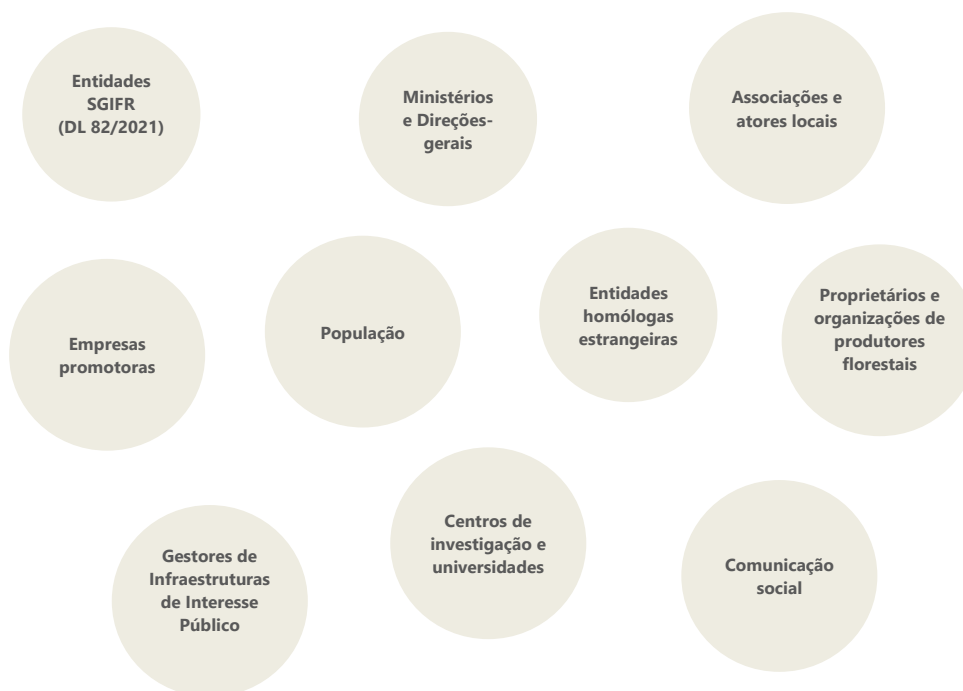 Entidades
SGIFR
(DL 82/2021)
Ministérios
e Direções-
gerais
Associações e
atores locais
Empresas
promotoras
População
Entidades
homólogas
estrangeiras
Proprietários e
organizações de
produtores
florestais
Gestores de
Infraestruturas
de Interesse
Público
Centros de
investigação e
universidades
Comunicação
social